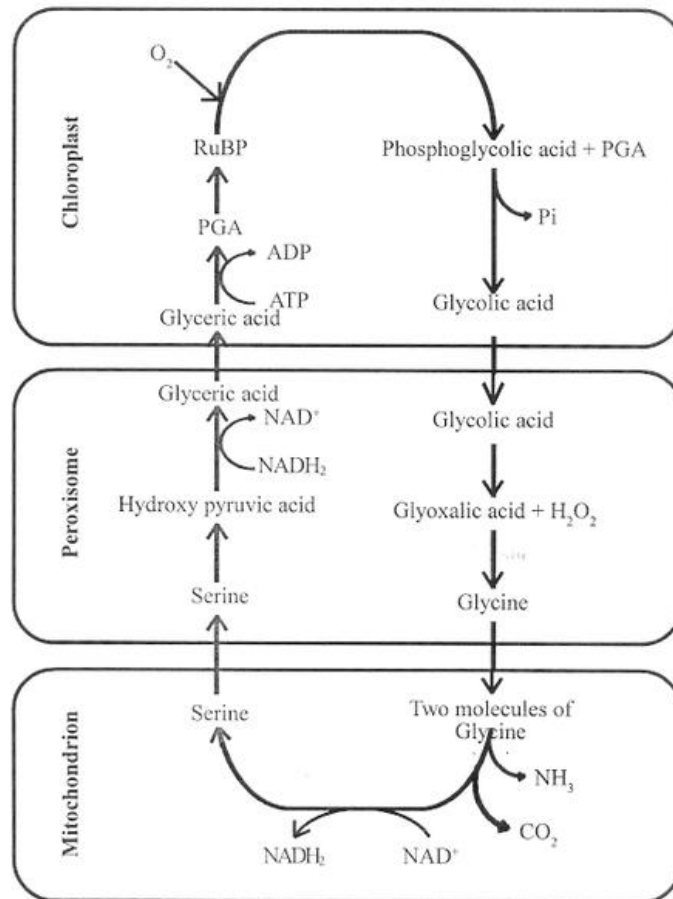 Chloroplast
O₂
RuBP
Phosphoglycolic acid + PGA
Pi
PGA
ADP
ATP
Glyceric acid
Glycolic acid
Peroxisome
Glyceric acid
NAD⁺
NADH₂
Glycolic acid
Hydroxy pyruvic acid
Glyoxalic acid + H₂O₂
Serine
Glycine
Mitochondrion
Serine
Two molecules of
Glycine
NH₃
CO₂
NADH₂
NAD⁺